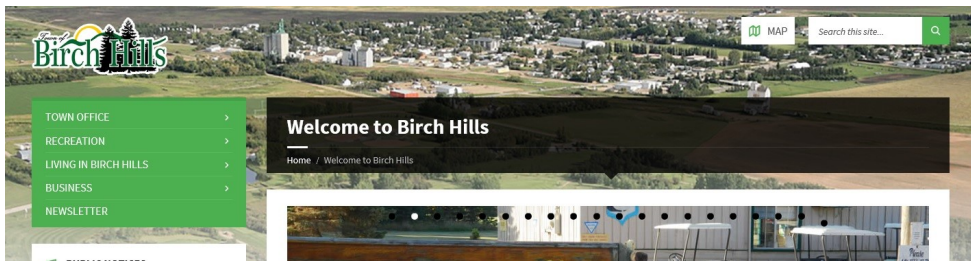 Town of
Birch Hills
MAP
Search this site...
TOWN OFFICE
RECREATION
LIVING IN BIRCH HILLS
BUSINESS
NEWSLETTER
Welcome to Birch Hills
Home / Welcome to Birch Hills